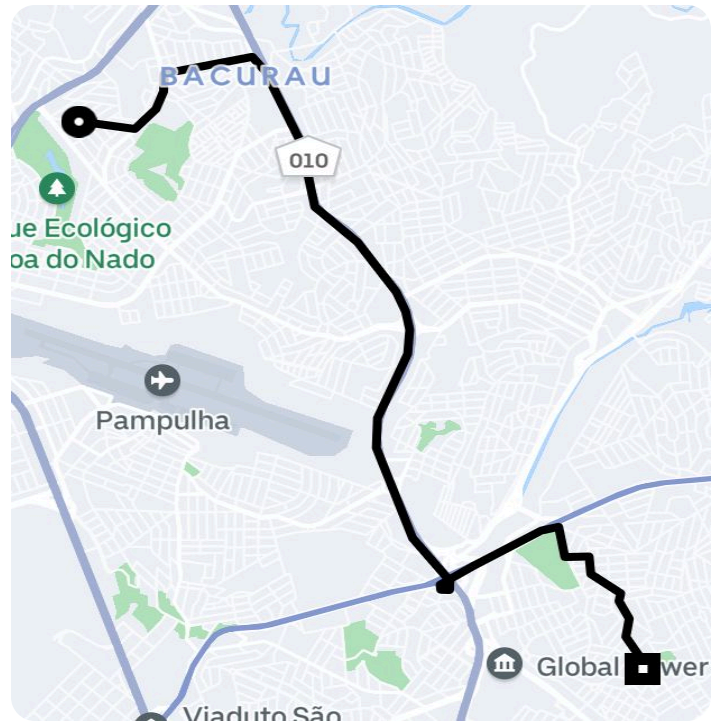 BACURAU
010
ue Ecológico
oa do Nado
Pampulha
Global wer
Viaduto São